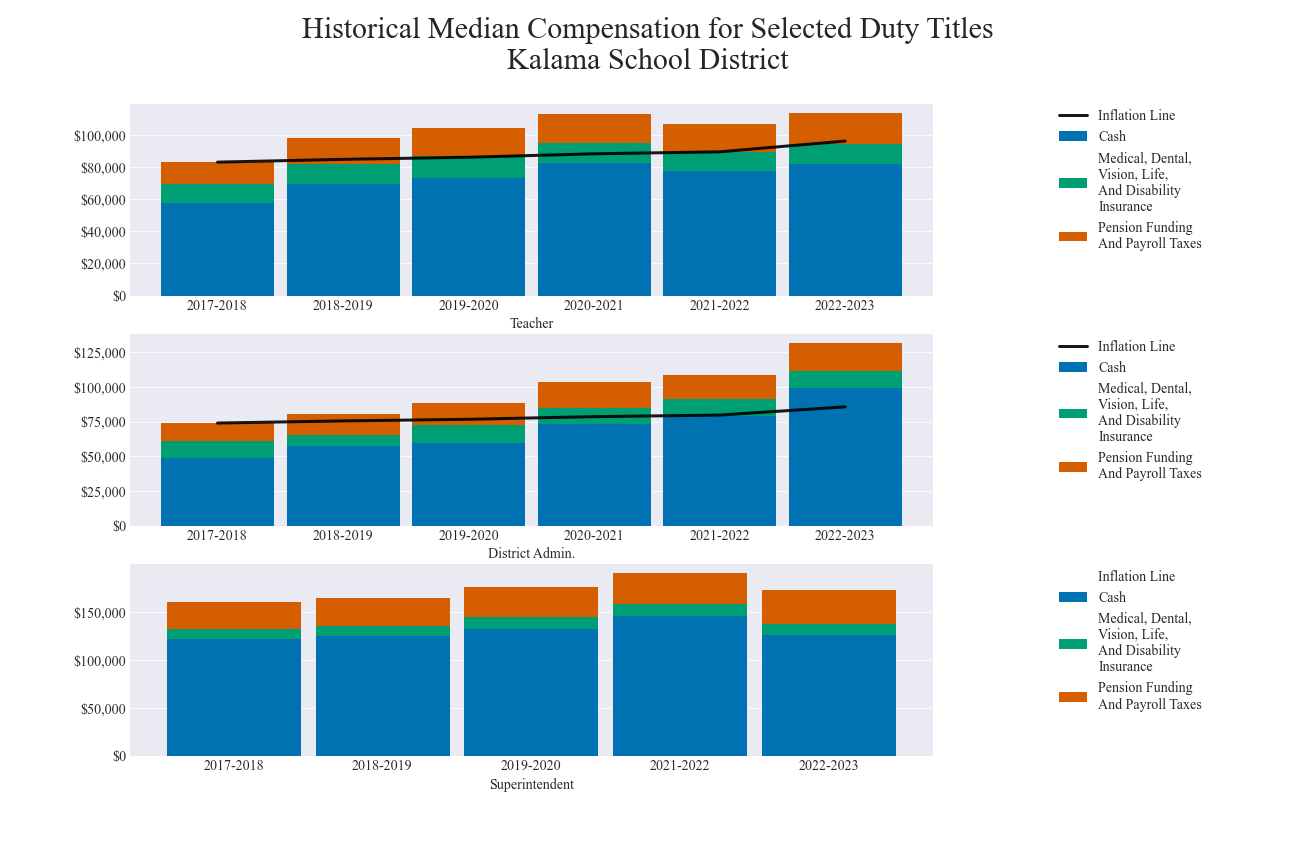 Historical Median Compensation for Selected Duty Titles
Kalama School District
$100,000
$80,000
$60,000
$40,000
$20,000
$0
2017-2018 2018-2019 2019-2020 2020-2021 2021-2022 2022-2023
Teacher
Inflation Line
Cash
Medical, Dental,
Vision, Life,
And Disability
Insurance
Pension Funding
And Payroll Taxes
$125,000
$100,000
$75,000
$50,000
$25,000
$0
2017-2018 2018-2019 2019-2020 2020-2021 2021-2022 2022-2023
District Admin.
Inflation Line
Cash
Medical, Dental,
Vision, Life,
And Disability
Insurance
Pension Funding
And Payroll Taxes
$150,000
$100,000
$50,000
$0
2017-2018 2018-2019 2019-2020 2021-2022 2022-2023
Superintendent
Inflation Line
Cash
Medical, Dental,
Vision, Life,
And Disability
Insurance
Pension Funding
And Payroll Taxes